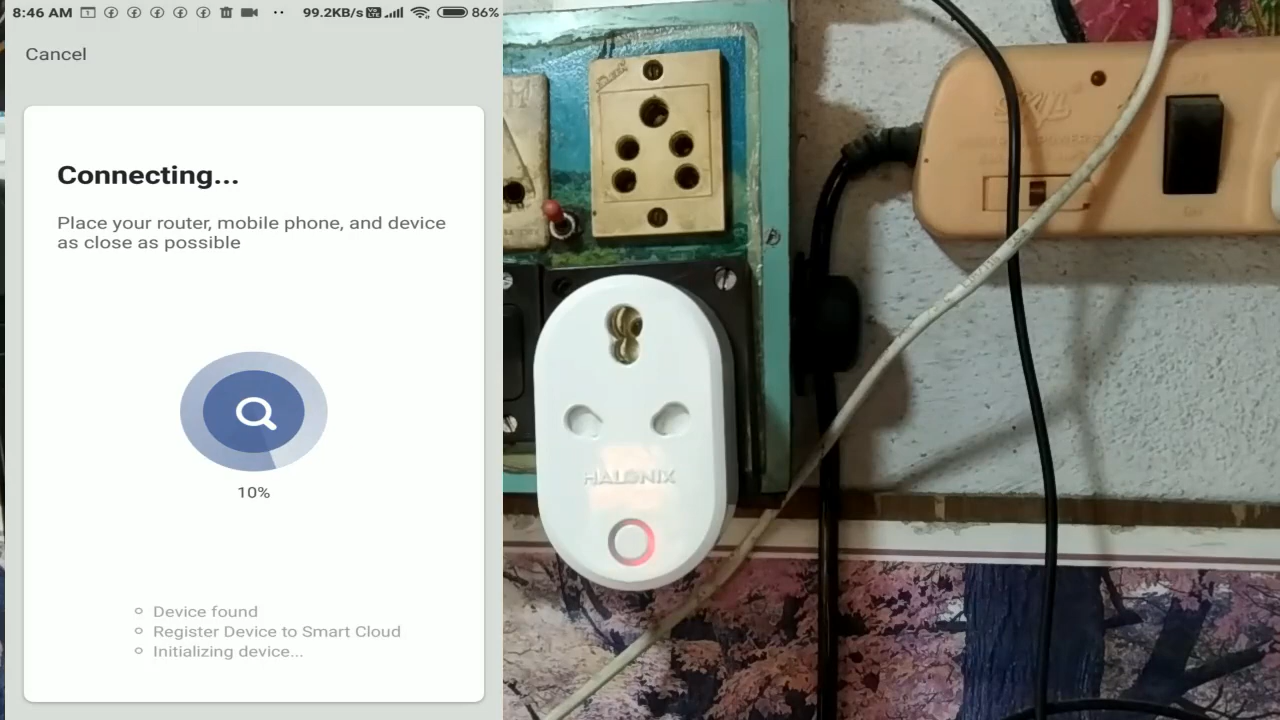 8:46 AM
99.2KB/s
86%
Cancel
Connecting...
Place your router, mobile phone, and device
as close as possible
10%
Device found
Register Device to Smart Cloud
Initializing device...
HALONIX